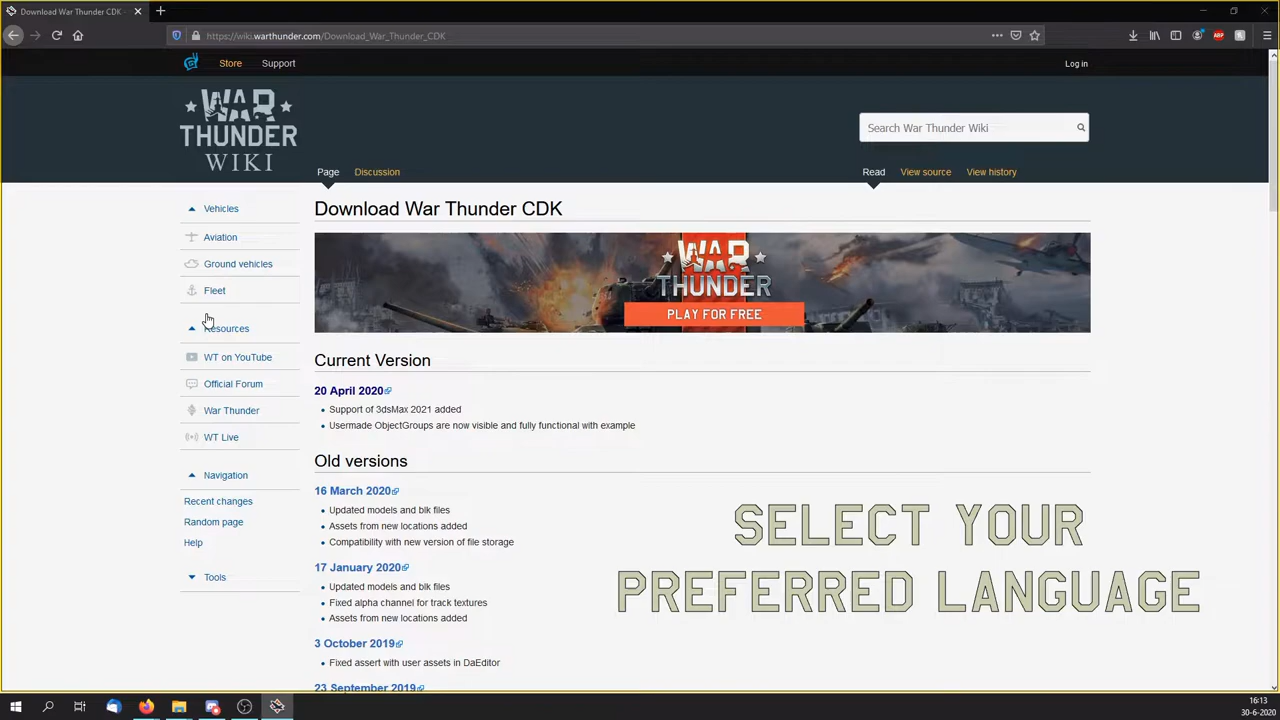 Download War Thunder CDK
https://wiki.warthunder.com/Download_War_Thunder_CDK
ABP
Store
Support
Log in
WAR
THUNDER
WIKI
Search War Thunder Wiki
Page
Discussion
Read
View source
View history
Vehicles
Aviation
Ground vehicles
Fleet
Resources
WT on YouTube
Official Forum
War Thunder
WT Live
Navigation
Recent changes
Random page
Help
Tools
Download War Thunder CDK
WAR
THUNDER
PLAY FOR FREE
Current Version
20 April 2020
Support of 3dsMax 2021 added
Usermade ObjectGroups are now visible and fully functional with example
Old versions
16 March 2020
Updated models and blk files
Assets from new locations added
Compatibility with new version of file storage
17 January 2020
Updated models and blk files
Fixed alpha channel for track textures
Assets from new locations added
3 October 2019
Fixed assert with user assets in DaEditor
23 September 2019
SELECT YOUR
PREFERRED LANGUAGE
16:13
30-6-2020